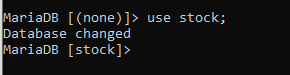 MariaDB [(none)]> use stock;
Database changed
MariaDB [stock]>